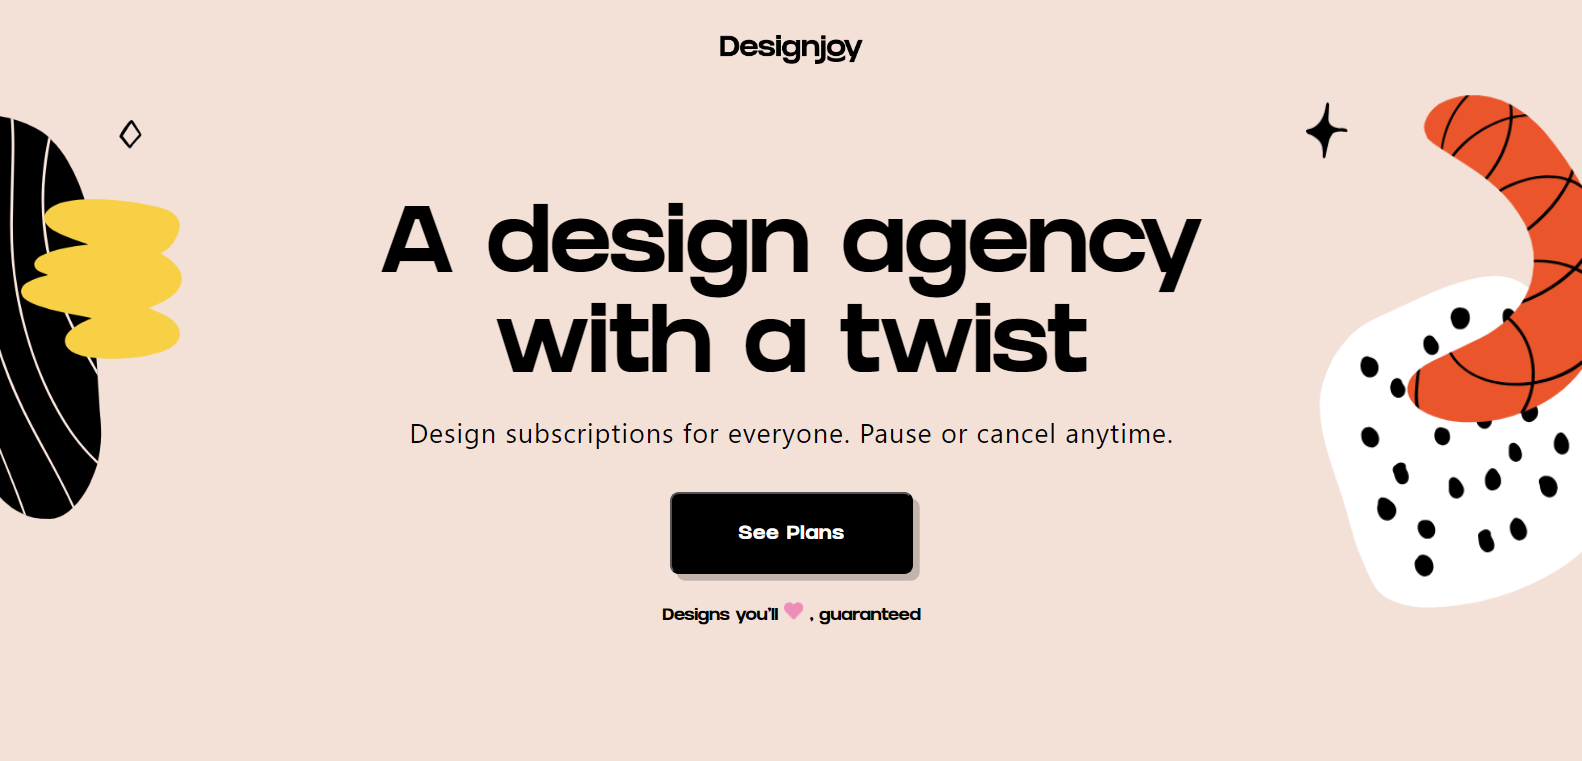 Designjoy
A design agency
with a twist
Design subscriptions for everyone. Pause or cancel anytime.
See Plans
Designs you'll 🩷 , guaranteed